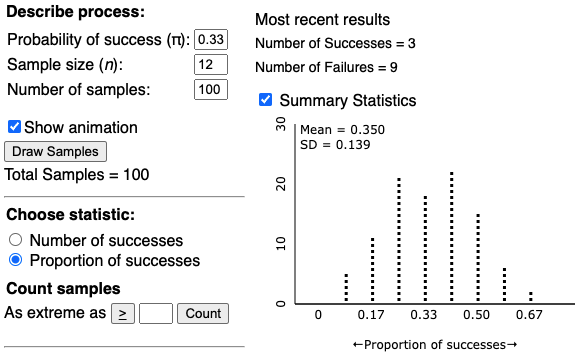 Describe process:
Probability of success (π): 0.33
Sample size (n): 12
Number of samples: 100
Show animation
Draw Samples
Total Samples = 100
Choose statistic:
Number of successes
Proportion of successes
Count samples
As extreme as ≥ Count
Most recent results
Number of Successes = 3
Number of Failures = 9
Summary Statistics
Mean = 0.350
SD = 0.139
30
20
10
0
0 0.17 0.33 0.50 0.67
←Proportion of successes→